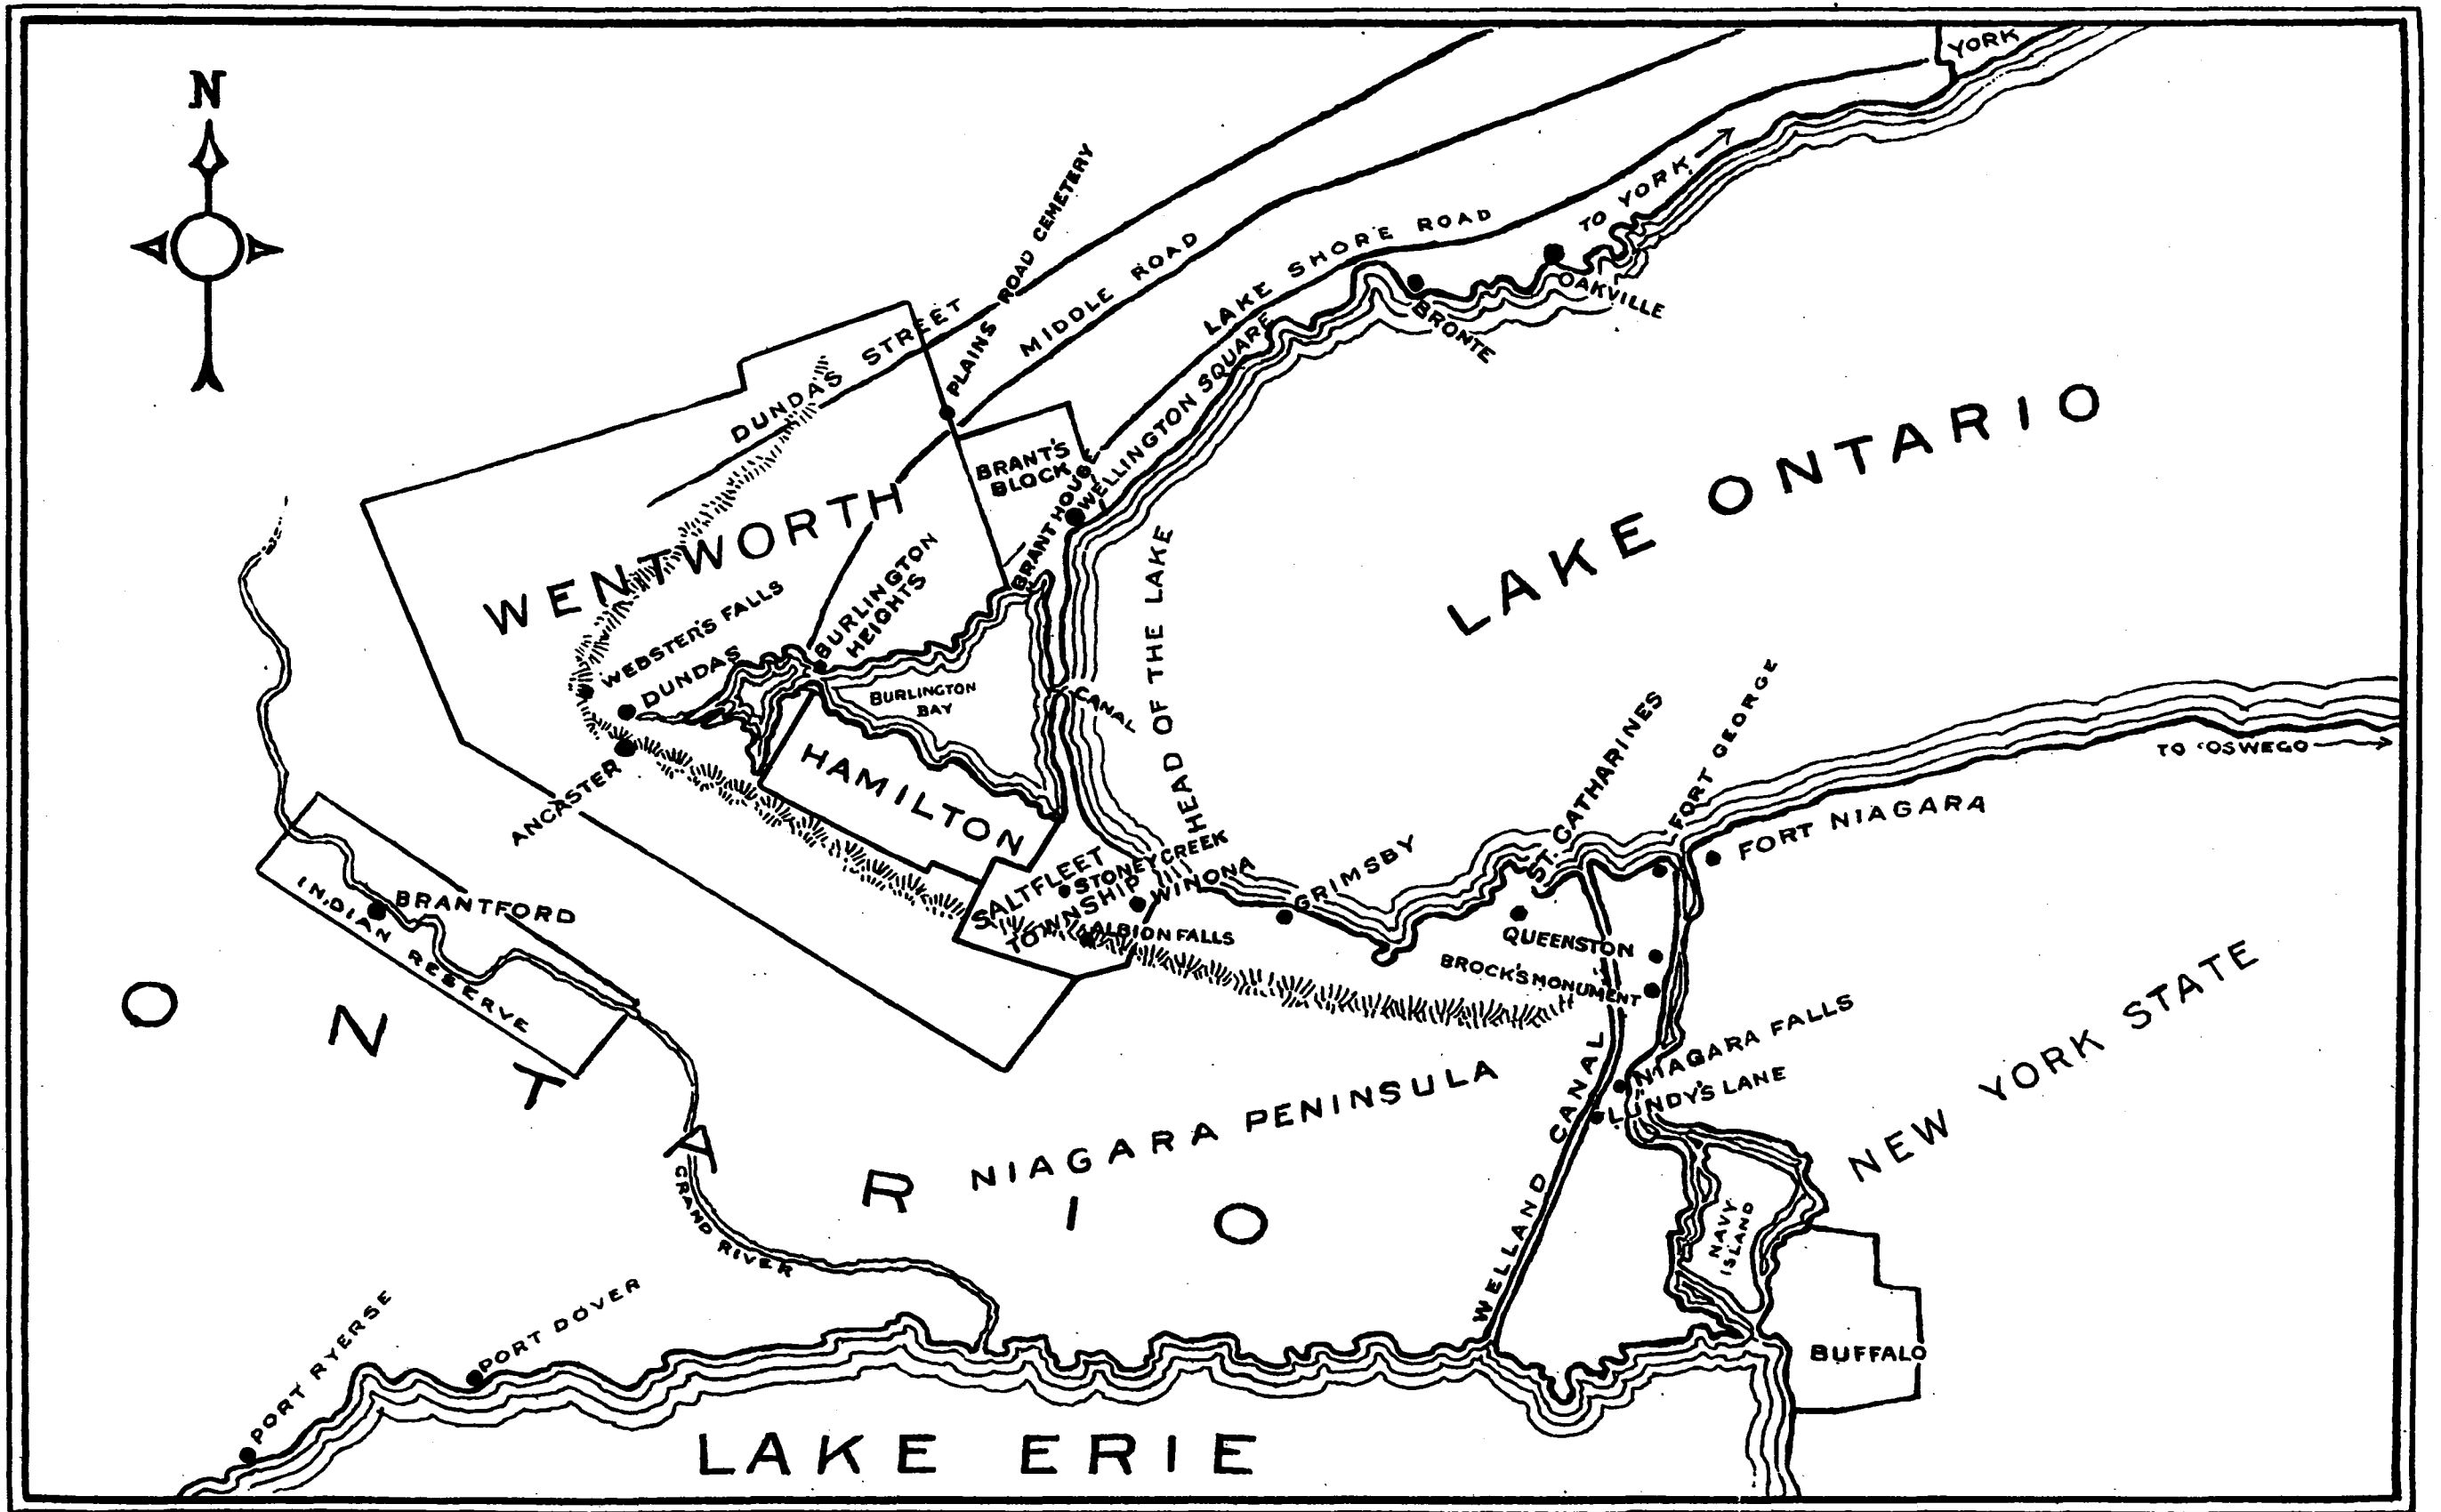 N
YORK
TO YORK
PLAINS ROAD CEMETERY
MIDDLE ROAD
LAKE SHORE ROAD
OAKVILLE
BRONTE
DUNDAS STREET
WELLINGTON SQUARE
BRANT'S
BLOCK
BRANT HOUSE
LAKE ONTARIO
WENTWORTH
BURLINGTON
HEIGHTS
WEBSTER'S FALLS
DUNDAS
BURLINGTON
BAY
CANAL
HEAD OF THE LAKE
HAMILTON
ANCASTER
ST. CATHARINES
FORT GEORGE
TO OSWEGO
FORT NIAGARA
GRIMSBY
SALTFLEET
TOWNSHIP
STONEY CREEK
WINONA
ALBION FALLS
BRANTFORD
INDIAN RESERVE
QUEENSTON
BROCK'S MONUMENT
NIAGARA FALLS
LUNDY'S LANE
NEW YORK STATE
NIAGARA PENINSULA
WELLAND CANAL
ONTARIO
GRAND RIVER
NAVY
ISLAND
BUFFALO
PORT RYERSE
PORT DOVER
LAKE ERIE